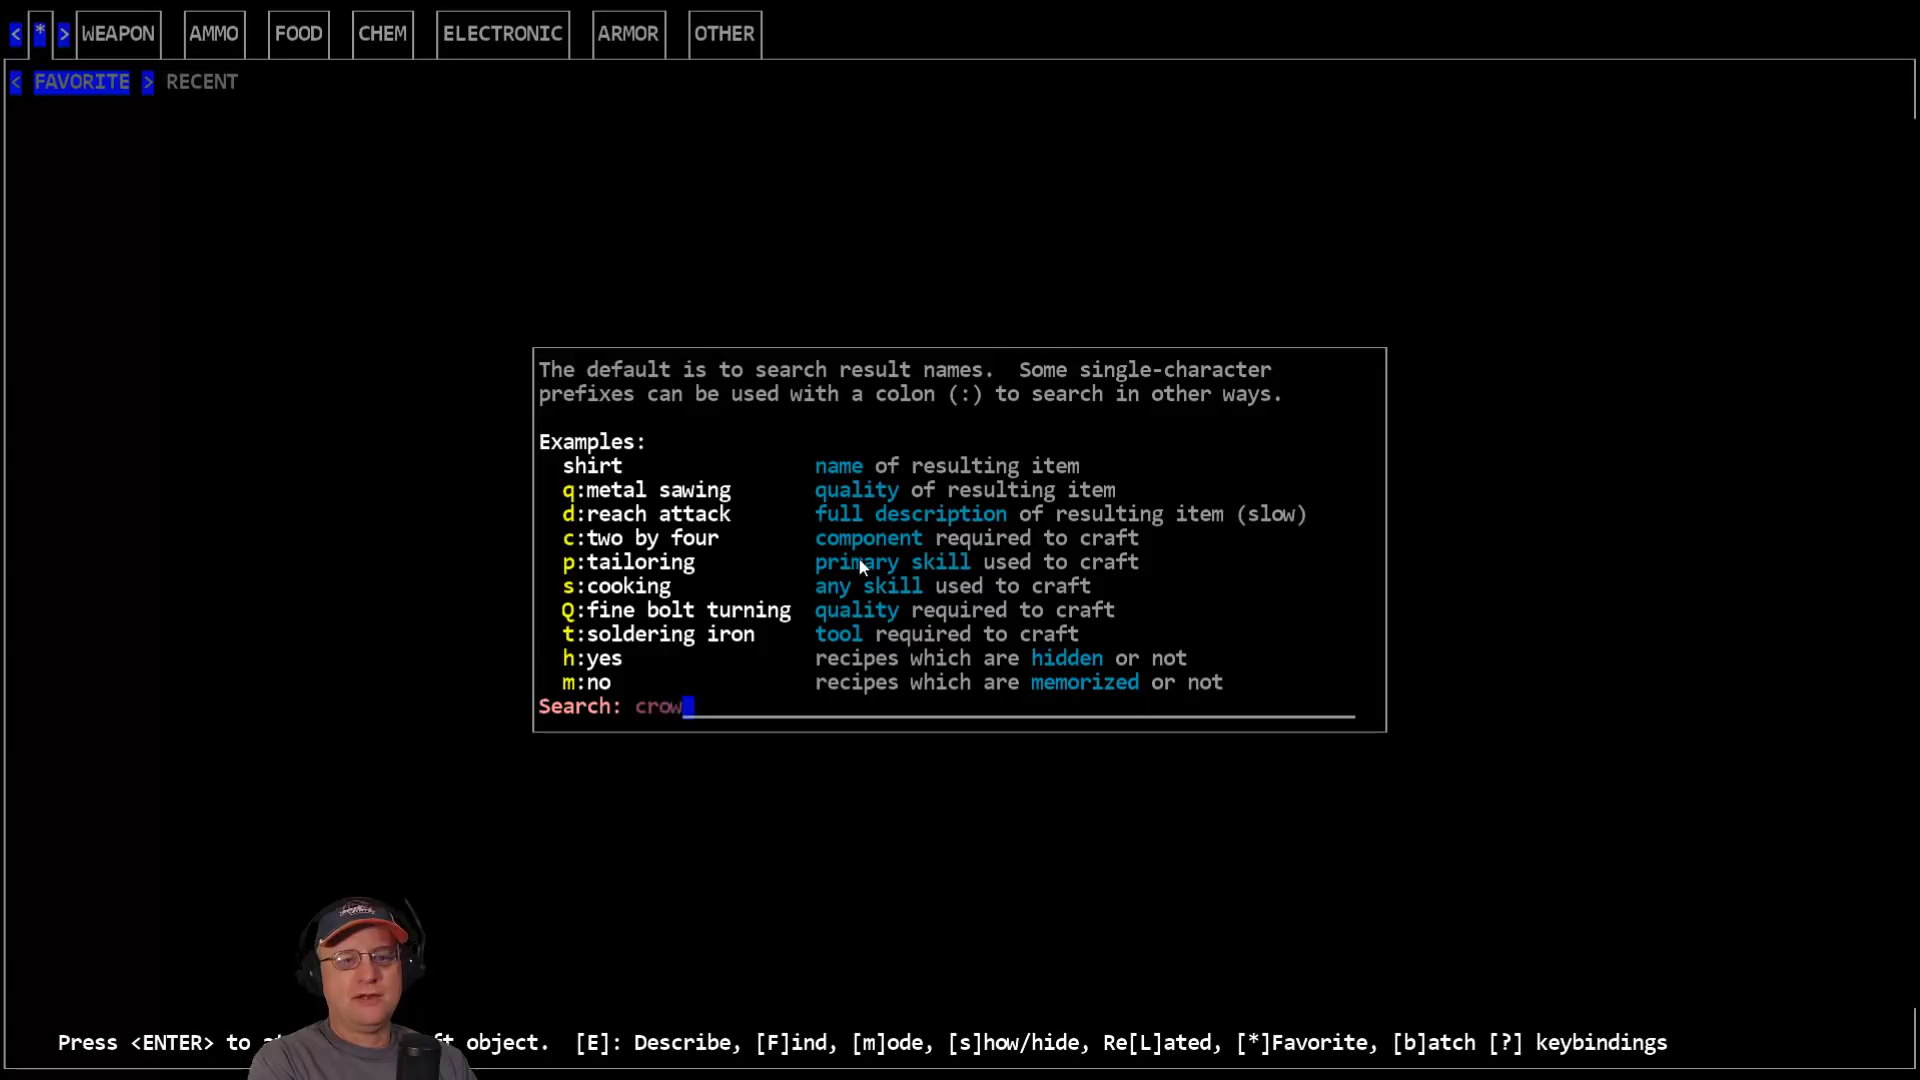 < * > WEAPON AMMO FOOD CHEM ELECTRONIC ARMOR OTHER
< FAVORITE > RECENT
The default is to search result names. Some single-character
prefixes can be used with a colon (:) to search in other ways.
Examples:
shirt name of resulting item
q:metal sawing quality of resulting item
d:reach attack full description of resulting item (slow)
c:two by four component required to craft
p:tailoring primary skill used to craft
s:cooking any skill used to craft
Q:fine bolt turning quality required to craft
t:soldering iron tool required to craft
h:yes recipes which are hidden or not
m:no recipes which are memorized or not
Search: crow
Press <ENTER> to object. [E]: Describe, [F]ind, [m]ode, [s]how/hide, Re[L]ated, [*]Favorite, [b]atch [?] keybindings